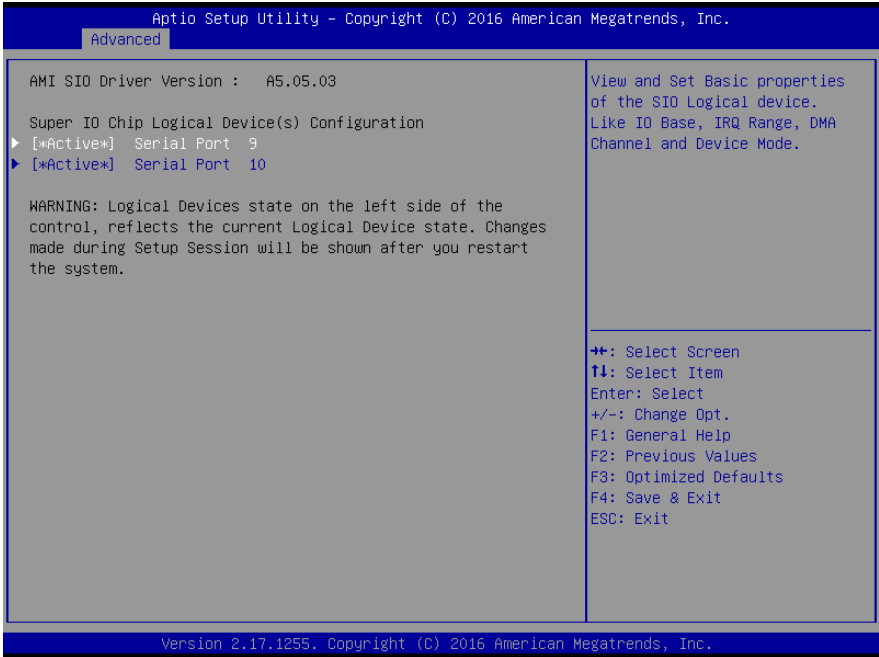 Aptio Setup Utility – Copyright (C) 2016 American Megatrends, Inc.
Advanced
AMI SIO Driver Version : A5.05.03
Super IO Chip Logical Device(s) Configuration
[*Active*] Serial Port 9
[*Active*] Serial Port 10
WARNING: Logical Devices state on the left side of the
control, reflects the current Logical Device state. Changes
made during Setup Session will be shown after you restart
the system.
View and Set Basic properties
of the SIO Logical device.
Like IO Base, IRQ Range, DMA
Channel and Device Mode.
→←: Select Screen
↑↓: Select Item
Enter: Select
+/-: Change Opt.
F1: General Help
F2: Previous Values
F3: Optimized Defaults
F4: Save & Exit
ESC: Exit
Version 2.17.1255. Copyright (C) 2016 American Megatrends, Inc.